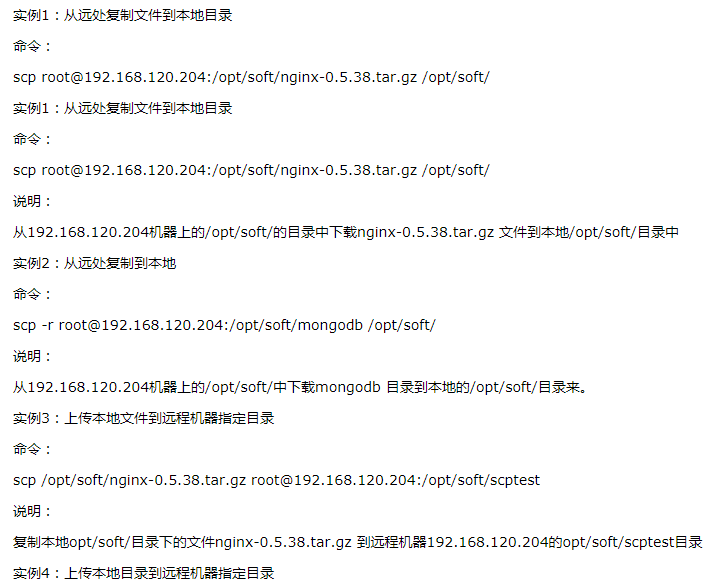 实例1：从远处复制文件到本地目录
命令：
scp root@192.168.120.204:/opt/soft/nginx-0.5.38.tar.gz /opt/soft/
实例1：从远处复制文件到本地目录
命令：
scp root@192.168.120.204:/opt/soft/nginx-0.5.38.tar.gz /opt/soft/
说明：
从192.168.120.204机器上的/opt/soft/的目录中下载nginx-0.5.38.tar.gz 文件到本地/opt/soft/目录中
实例2：从远处复制到本地
命令：
scp -r root@192.168.120.204:/opt/soft/mongodb /opt/soft/
说明：
从192.168.120.204机器上的/opt/soft/中下载mongodb 目录到本地的/opt/soft/目录来。
实例3：上传本地文件到远程机器指定目录
命令：
scp /opt/soft/nginx-0.5.38.tar.gz root@192.168.120.204:/opt/soft/scptest
说明：
复制本地opt/soft/目录下的文件nginx-0.5.38.tar.gz 到远程机器192.168.120.204的opt/soft/scptest目录
实例4：上传本地目录到远程机器指定目录